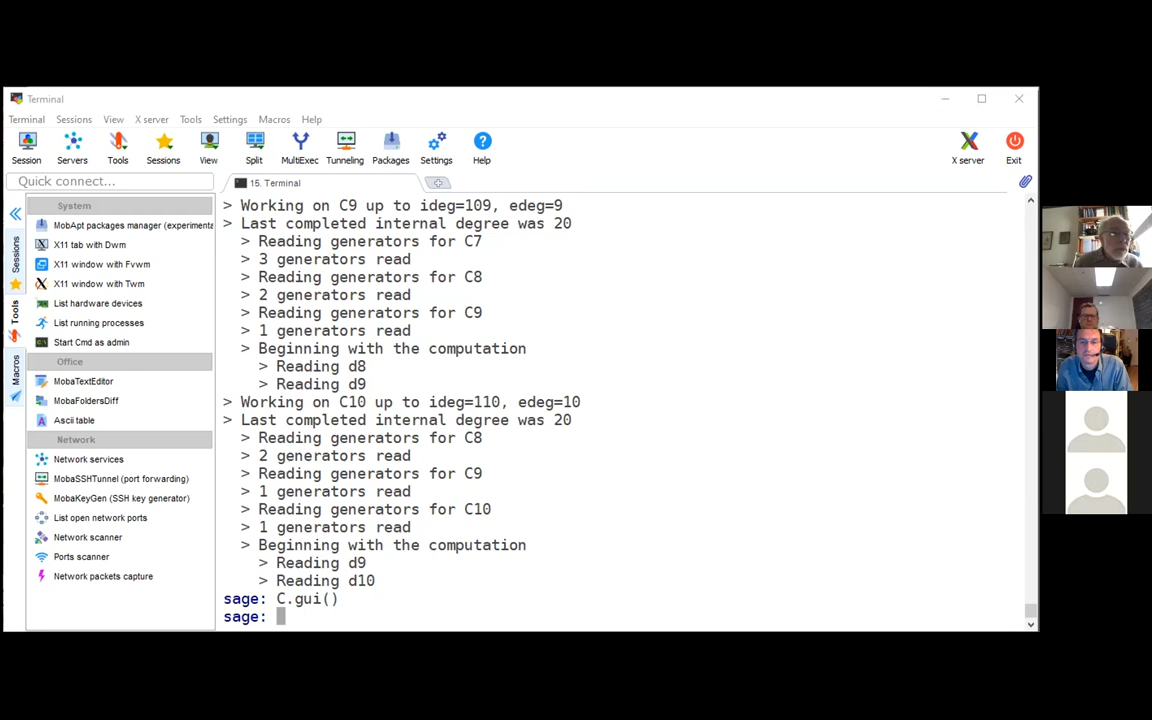 Terminal
Terminal Sessions View X server Tools Settings Macros Help
Session Servers Tools Sessions View Split MultiExec Tunneling Packages Settings Help X server Exit
Quick connect...
15. Terminal
Sessions
Tools
Macros
System
MobApt packages manager (experimenta
X11 tab with Dwm
X11 window with Fvwm
X11 window with Twm
List hardware devices
List running processes
Start Cmd as admin
Office
MobaTextEditor
MobaFoldersDiff
Ascii table
Network
Network services
MobaSSHTunnel (port forwarding)
MobaKeyGen (SSH key generator)
List open network ports
Network scanner
Ports scanner
Network packets capture
> Working on C9 up to ideg=109, edeg=9
> Last completed internal degree was 20
> Reading generators for C7
> 3 generators read
> Reading generators for C8
> 2 generators read
> Reading generators for C9
> 1 generators read
> Beginning with the computation
> Reading d8
> Reading d9
> Working on C10 up to ideg=110, edeg=10
> Last completed internal degree was 20
> Reading generators for C8
> 2 generators read
> Reading generators for C9
> 1 generators read
> Reading generators for C10
> 1 generators read
> Beginning with the computation
> Reading d9
> Reading d10
sage: C.gui()
sage: